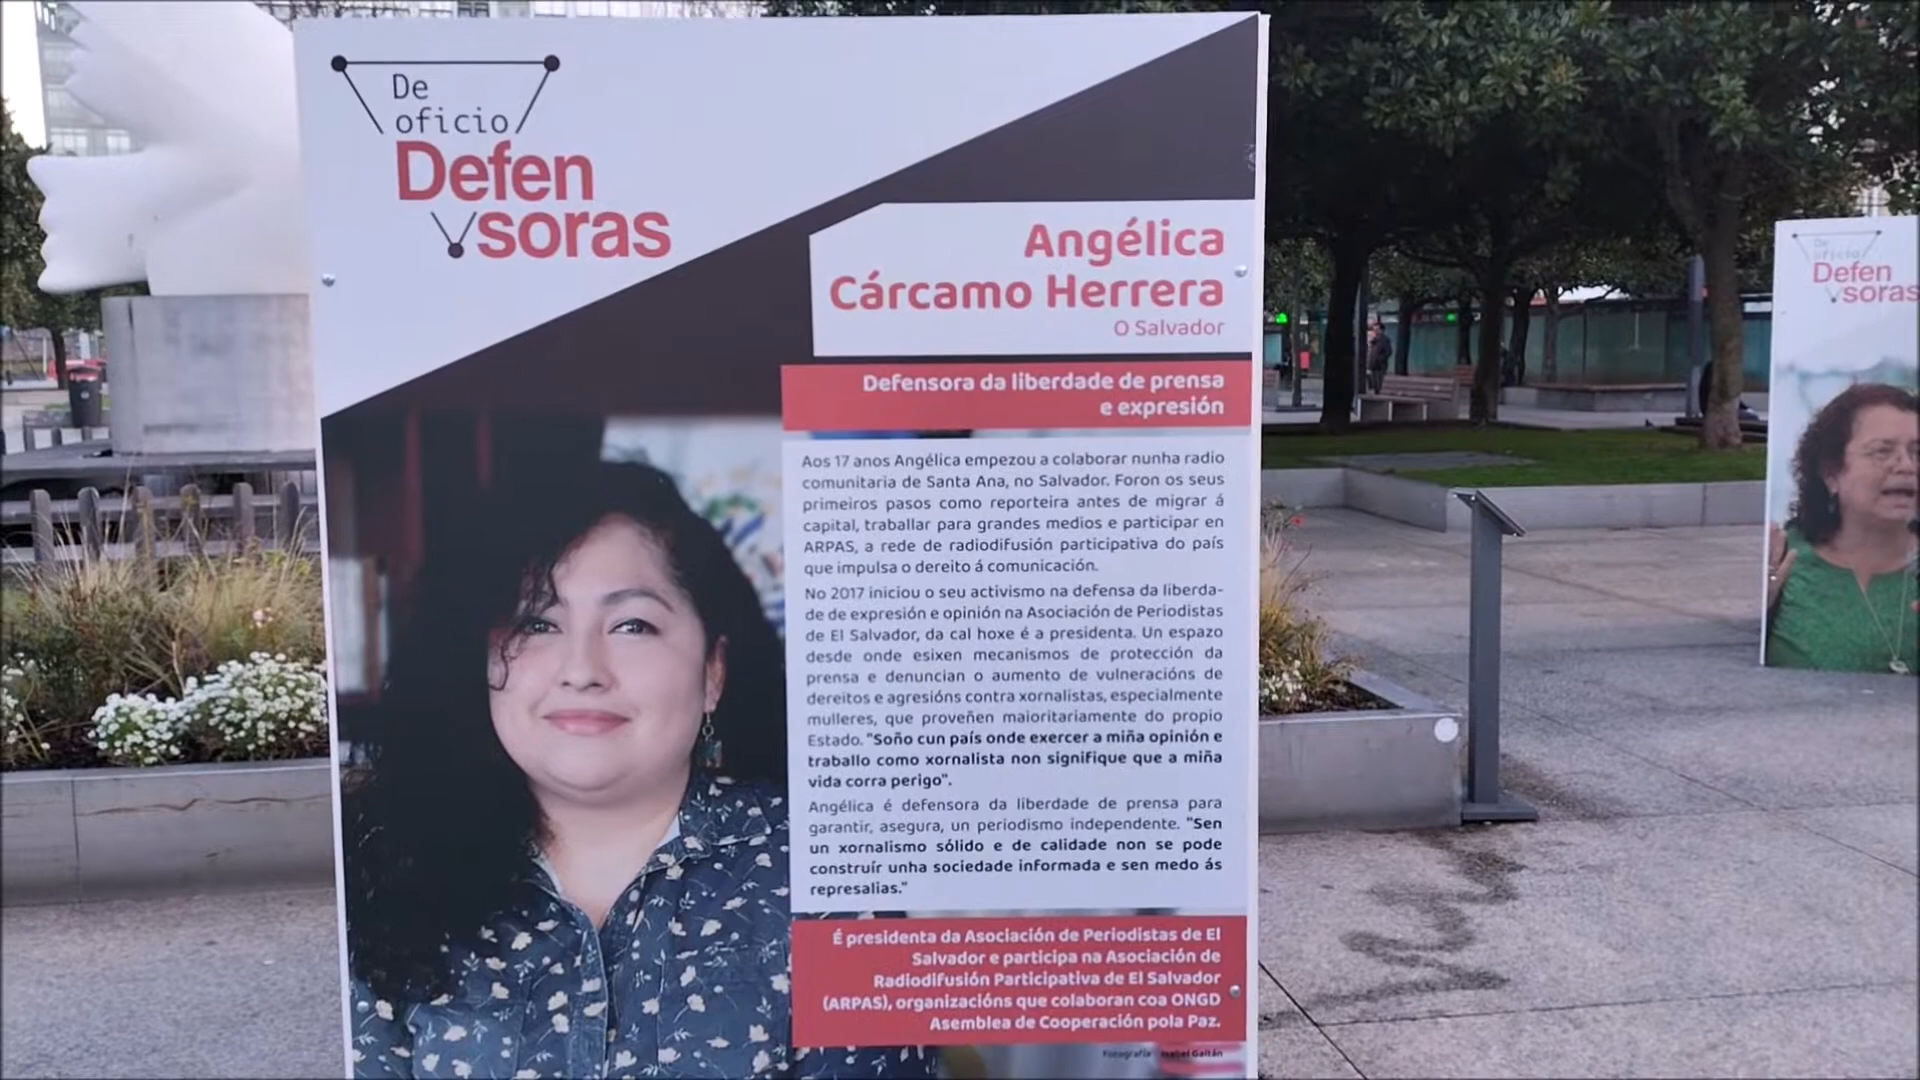 De
oficio
Defen
soras
Angélica
Cárcamo Herrera
O Salvador
Defensora da liberdade de prensa
e expresión
Aos 17 anos Angélica empezou a colaborar nunha radio
comunitaria de Santa Ana, no Salvador. Foron os seus
primeiros pasos como reporteira antes de migrar á
capital, traballar para grandes medios e participar en
ARPAS, a rede de radiodifusión participativa do país
que impulsa o dereito á comunicación.
No 2017 iniciou o seu activismo na defensa da liberda-
de de expresión e opinión na Asociación de Periodistas
de El Salvador, da cal hoxe é a presidenta. Un espazo
desde onde esixen mecanismos de protección da
prensa e denuncian o aumento de vulneracións de
dereitos e agresións contra xornalistas, especialmente
mulleres, que proveñen maioritariamente do propio
Estado. "Soño cun país onde exercer a miña opinión e
traballo como xornalista non signifique que a miña
vida corra perigo".
Angélica é defensora da liberdade de prensa para
garantir, asegura, un periodismo independente. "Sen
un xornalismo sólido e de calidade non se pode
construír unha sociedade informada e sen medo ás
represalias."
É presidenta da Asociación de Periodistas de El
Salvador e participa na Asociación de
Radiodifusión Participativa de El Salvador
(ARPAS), organizacións que colaboran coa ONGD
Asemblea de Cooperación pola Paz.
Fotografía Isabel Gaitán
De
oficio
Defen
soras